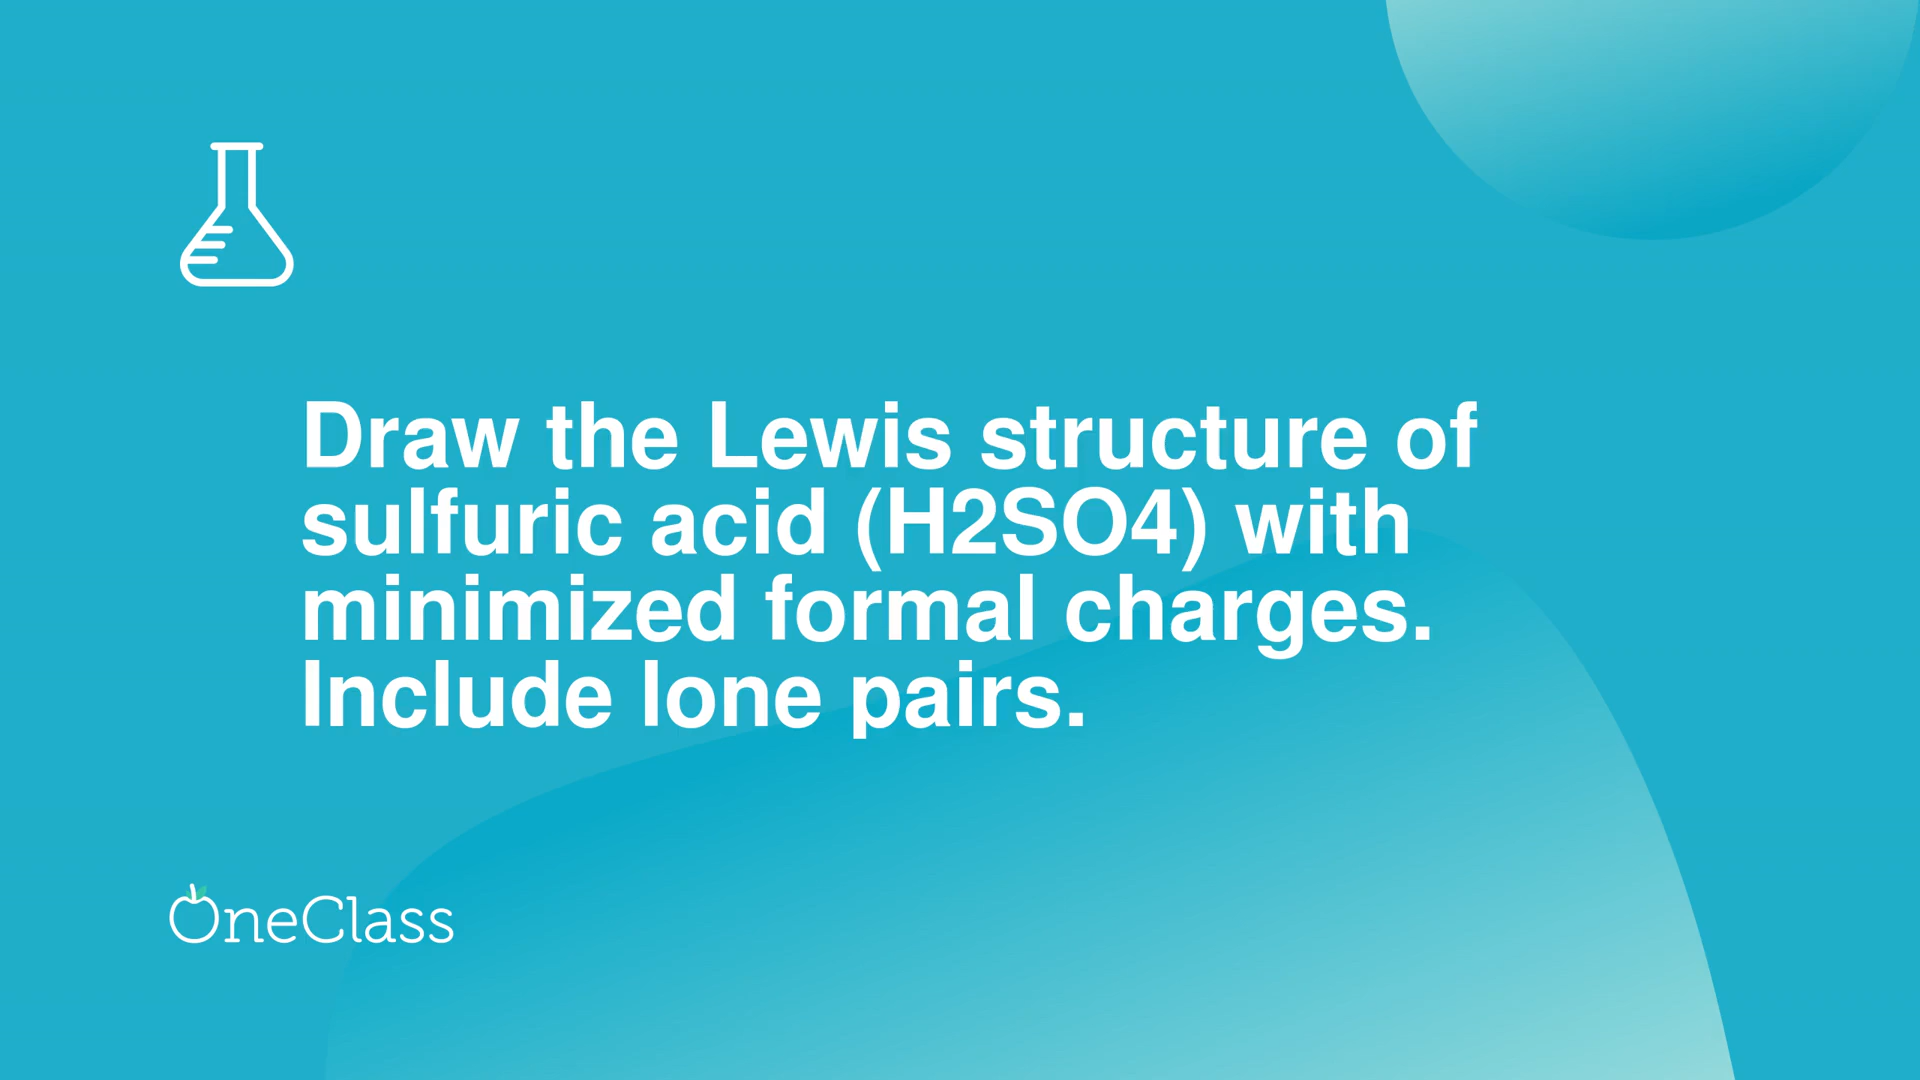 Draw the Lewis structure of
sulfuric acid (H2SO4) with
minimized formal charges.
Include lone pairs.
OneClass